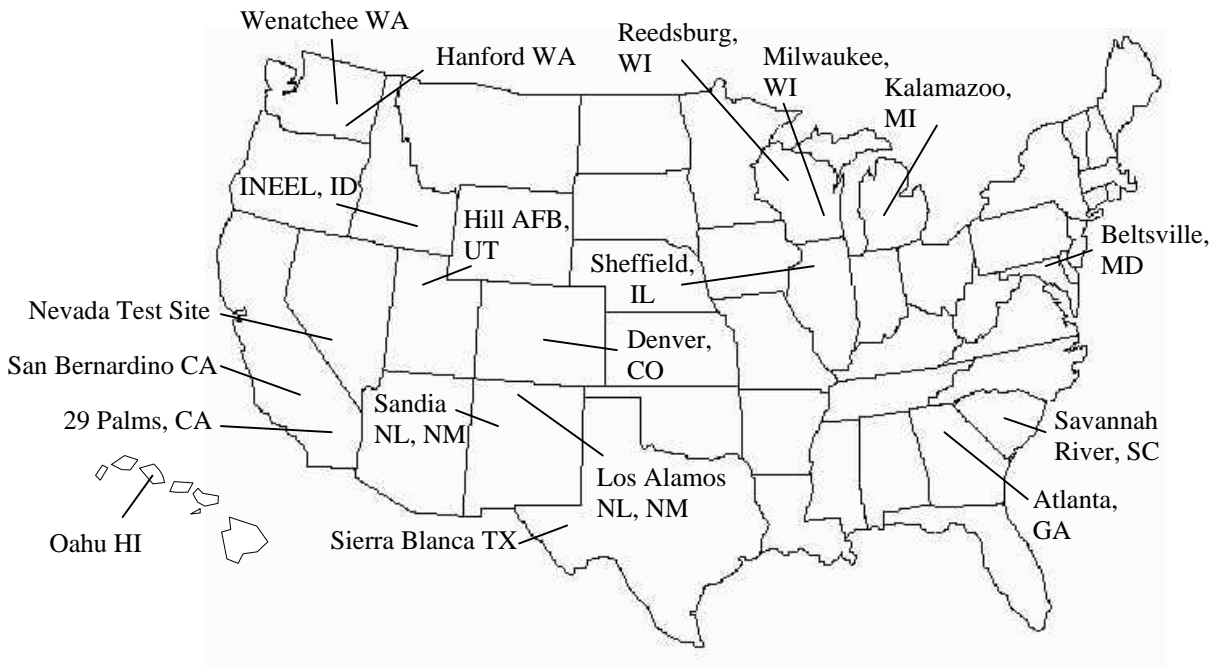 Wenatchee WA
Hanford WA
Reedsburg,
WI
Milwaukee,
WI
Kalamazoo,
MI
INEEL, ID
Hill AFB,
UT
Sheffield,
IL
Beltsville,
MD
Nevada Test Site
San Bernardino CA
Denver,
CO
29 Palms, CA
Sandia
NL, NM
Los Alamos
NL, NM
Savannah
River, SC
Atlanta,
GA
Oahu HI
Sierra Blanca TX